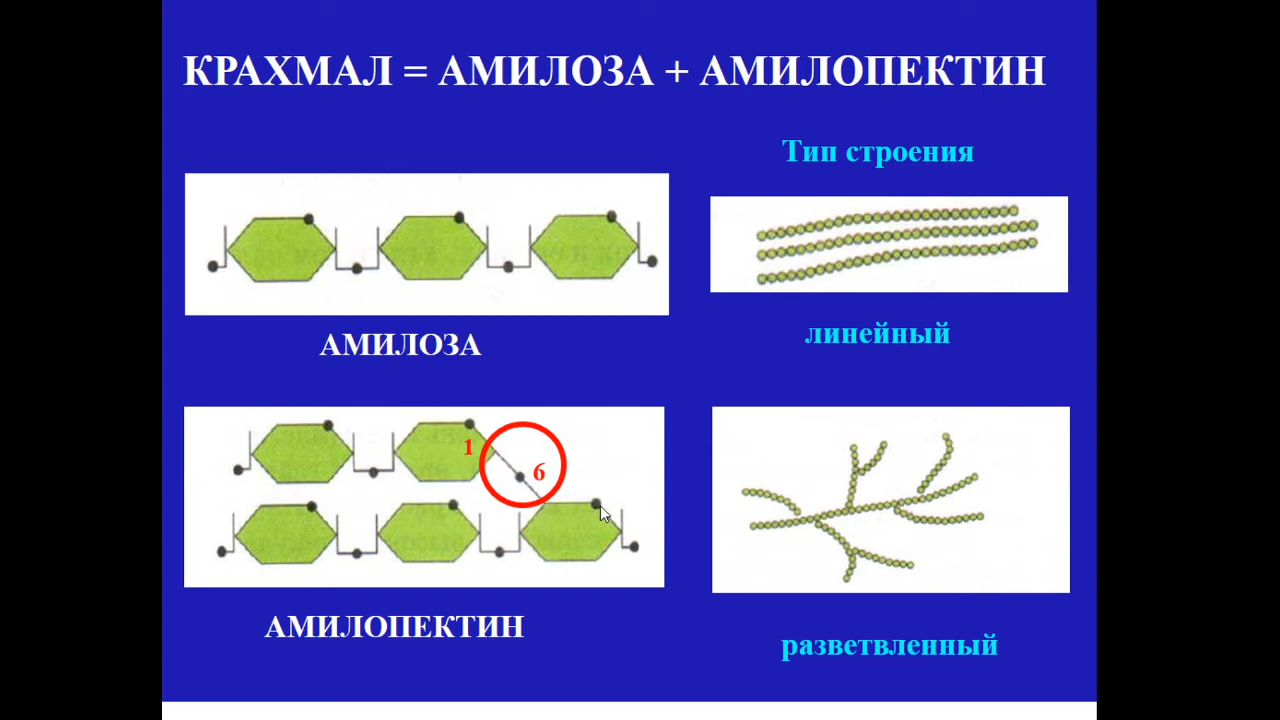 КРАХМАЛ = АМИЛОЗА + АМИЛОПЕКТИН
Тип строения
АМИЛОЗА
линейный
1
6
АМИЛОПЕКТИН
разветвленный